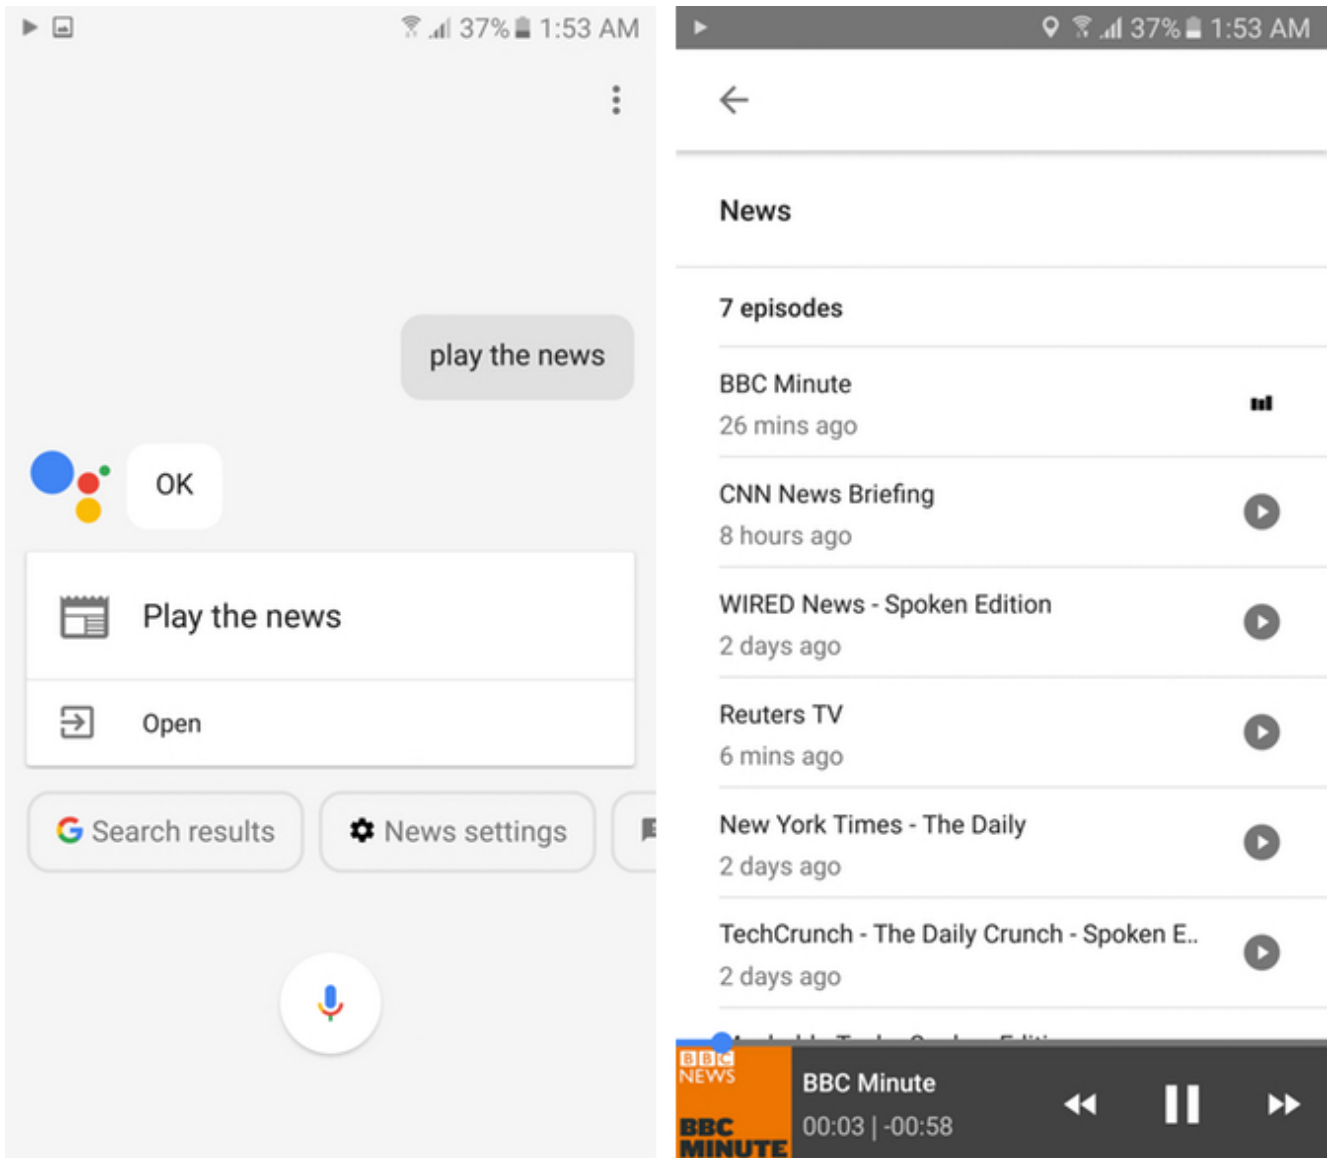 37% 1:53 AM
play the news
OK
Play the news
Open
G Search results
News settings
37% 1:53 AM
News
7 episodes
BBC Minute
26 mins ago
CNN News Briefing
8 hours ago
WIRED News - Spoken Edition
2 days ago
Reuters TV
6 mins ago
New York Times - The Daily
2 days ago
TechCrunch - The Daily Crunch - Spoken E..
2 days ago
BBC
NEWS
BBC
MINUTE
BBC Minute
00:03 | -00:58